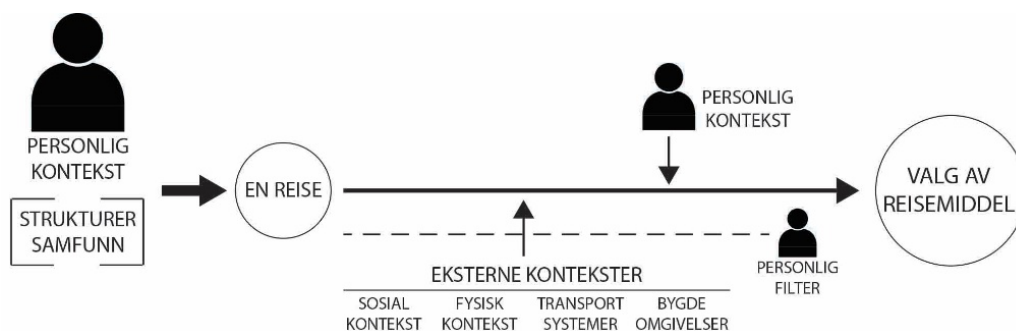 PERSONLIG
KONTEKST
STRUKTURER
SAMFUNN
EN REISE
PERSONLIG
KONTEKST
EKSTERNE KONTEKSTER
SOSIAL
KONTEKST
FYSISK
KONTEKST
TRANSPORT
SYSTEMER
BYGDE
OMGIVELSER
PERSONLIG
FILTER
VALG AV
REISEMIDDEL